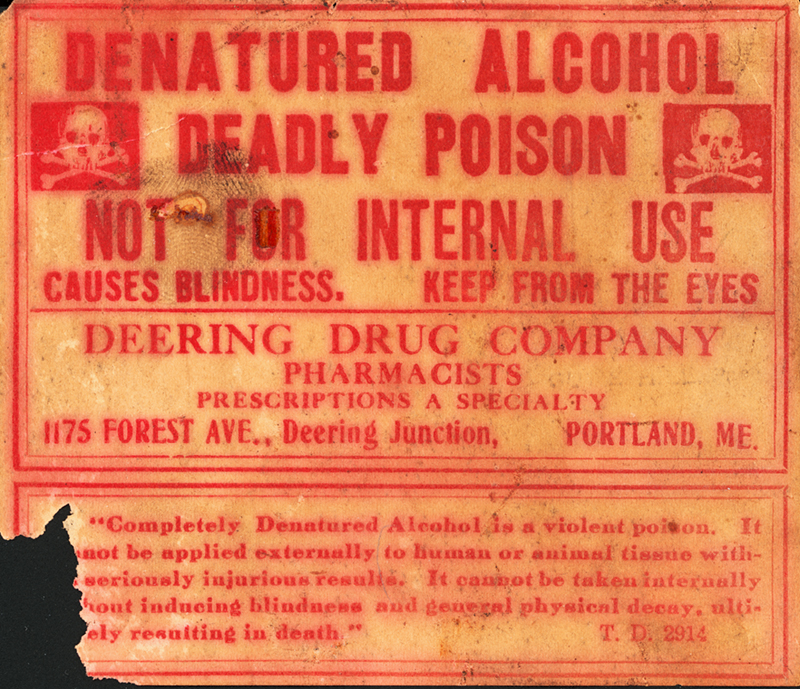 DENATURED ALCOHOL
DEADLY POISON
NOT FOR INTERNAL USE
CAUSES BLINDNESS. KEEP FROM THE EYES
DEERING DRUG COMPANY
PHARMACISTS
PRESCRIPTIONS A SPECIALTY
1175 FOREST AVE., Deering Junction, PORTLAND, ME.
"Completely Denatured Alcohol is a violent poison. It
not be applied externally to human or animal tissue with-
seriously injurious results. It cannot be taken internally
hout inducing blindness and general physical decay, ulti-
ely resulting in death."
T. D. 2914